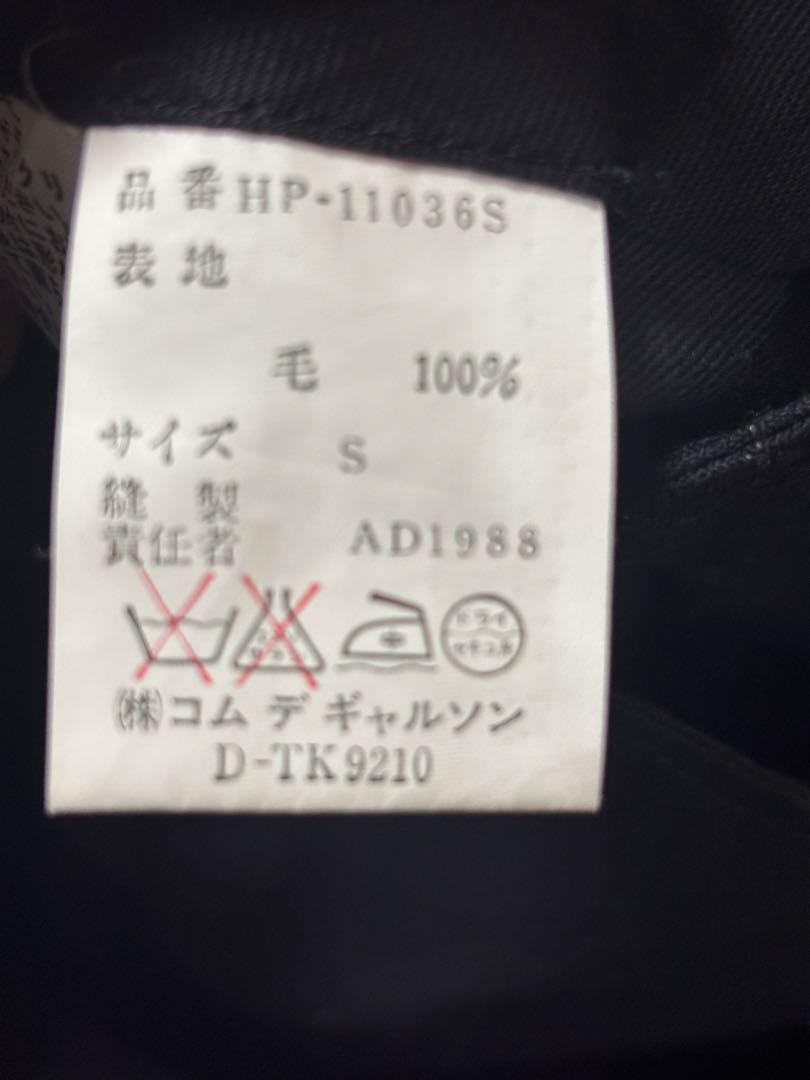 品番HP-11036S
表地
毛 100%
サイズ S
縫製
責任者 AD1988
ドライ
セキユ系
㈱コム デ ギャルソン
D-TK9210